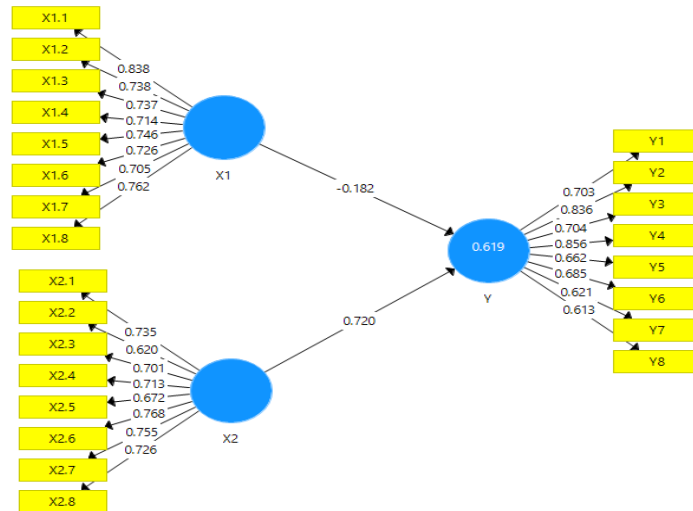 X1.1
X1.2
X1.3
X1.4
X1.5
X1.6
X1.7
X1.8
0.838
0.738
0.737
0.714
0.746
0.726
0.705
0.762
X1
-0.182
X2.1
X2.2
X2.3
X2.4
X2.5
X2.6
X2.7
X2.8
0.735
0.620
0.701
0.713
0.672
0.768
0.755
0.726
X2
0.720
0.619
Y
0.703
0.836
0.704
0.856
0.662
0.685
0.621
0.613
Y1
Y2
Y3
Y4
Y5
Y6
Y7
Y8